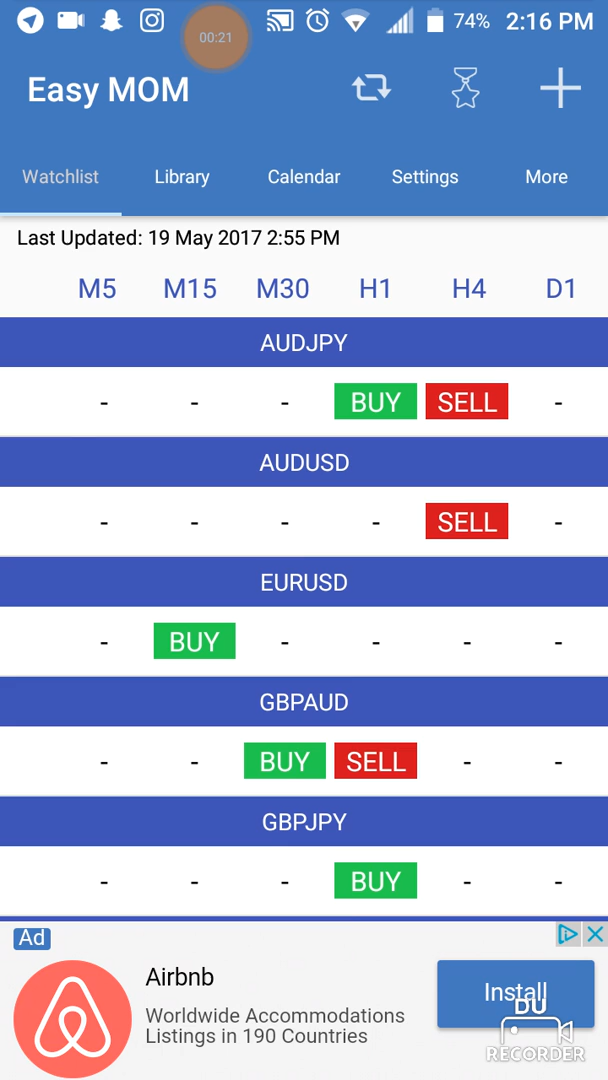 00:21 74% 2:16 PM
Easy MOM
Watchlist Library Calendar Settings More
Last Updated: 19 May 2017 2:55 PM
M5 M15 M30 H1 H4 D1
AUDJPY
- - - BUY SELL -
AUDUSD
- - - - SELL -
EURUSD
- BUY - - - -
GBPAUD
- - BUY SELL - -
GBPJPY
- - - BUY - -
Ad
Airbnb
Worldwide Accommodations
Listings in 190 Countries
Install
DU
RECORDER